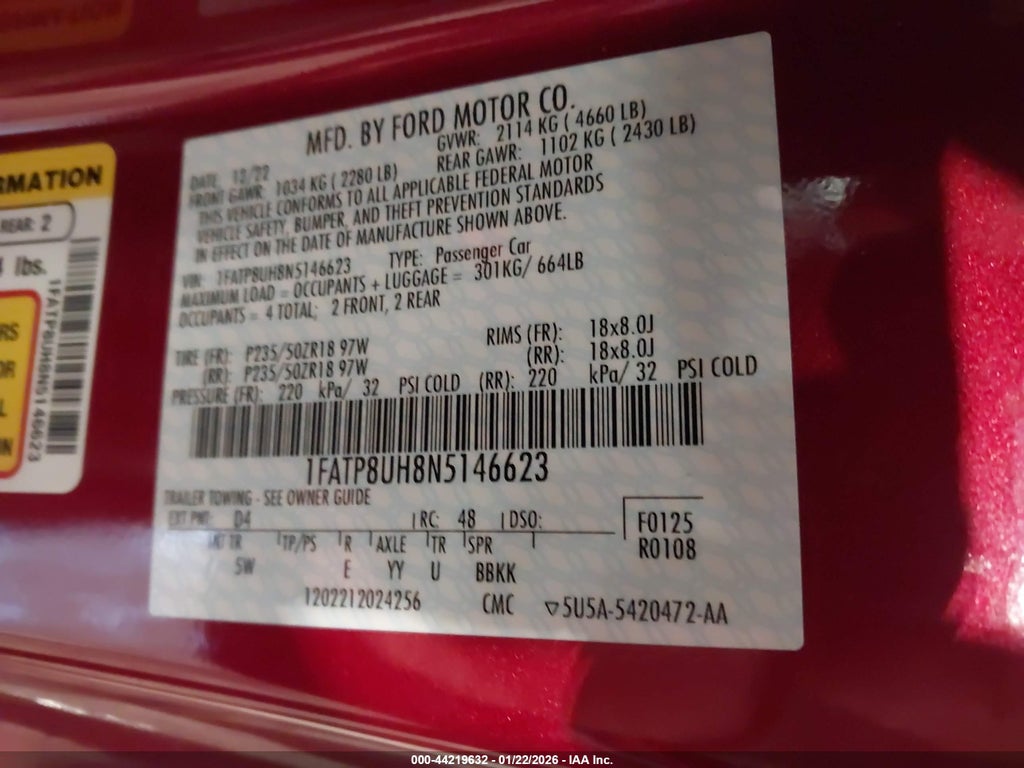 MFD. BY FORD MOTOR CO.
DATE: 12/22 GVWR: 2114 KG ( 4660 LB)
FRONT GAWR: 1034 KG ( 2280 LB) REAR GAWR: 1102 KG ( 2430 LB)
THIS VEHICLE CONFORMS TO ALL APPLICABLE FEDERAL MOTOR
VEHICLE SAFETY, BUMPER, AND THEFT PREVENTION STANDARDS
IN EFFECT ON THE DATE OF MANUFACTURE SHOWN ABOVE.
VIN: 1FATP8UH8N5146623 TYPE: Passenger Car
MAXIMUM LOAD = OCCUPANTS + LUGGAGE = 301KG/ 664LB
OCCUPANTS = 4 TOTAL; 2 FRONT, 2 REAR
TIRE (FR): P235/50ZR18 97W RIMS (FR): 18x8.0J
(RR): P235/50ZR18 97W (RR): 18x8.0J
PRESSURE (FR): 220 kPa/ 32 PSI COLD (RR): 220 kPa/ 32 PSI COLD
1FATP8UH8N5146623
TRAILER TOWING - SEE OWNER GUIDE
EXT PNT: D4 RC: 48 DSO: F0125
INT TR TP/PS R AXLE TR SPR R0108
5W E YY U BBKK
1202212024256 CMC ▽5U5A-5420472-AA
RMATION
REAR: 2
lbs.
1FATP8UH8N5146623
000-44219632 - 01/22/2026 - IAA Inc.